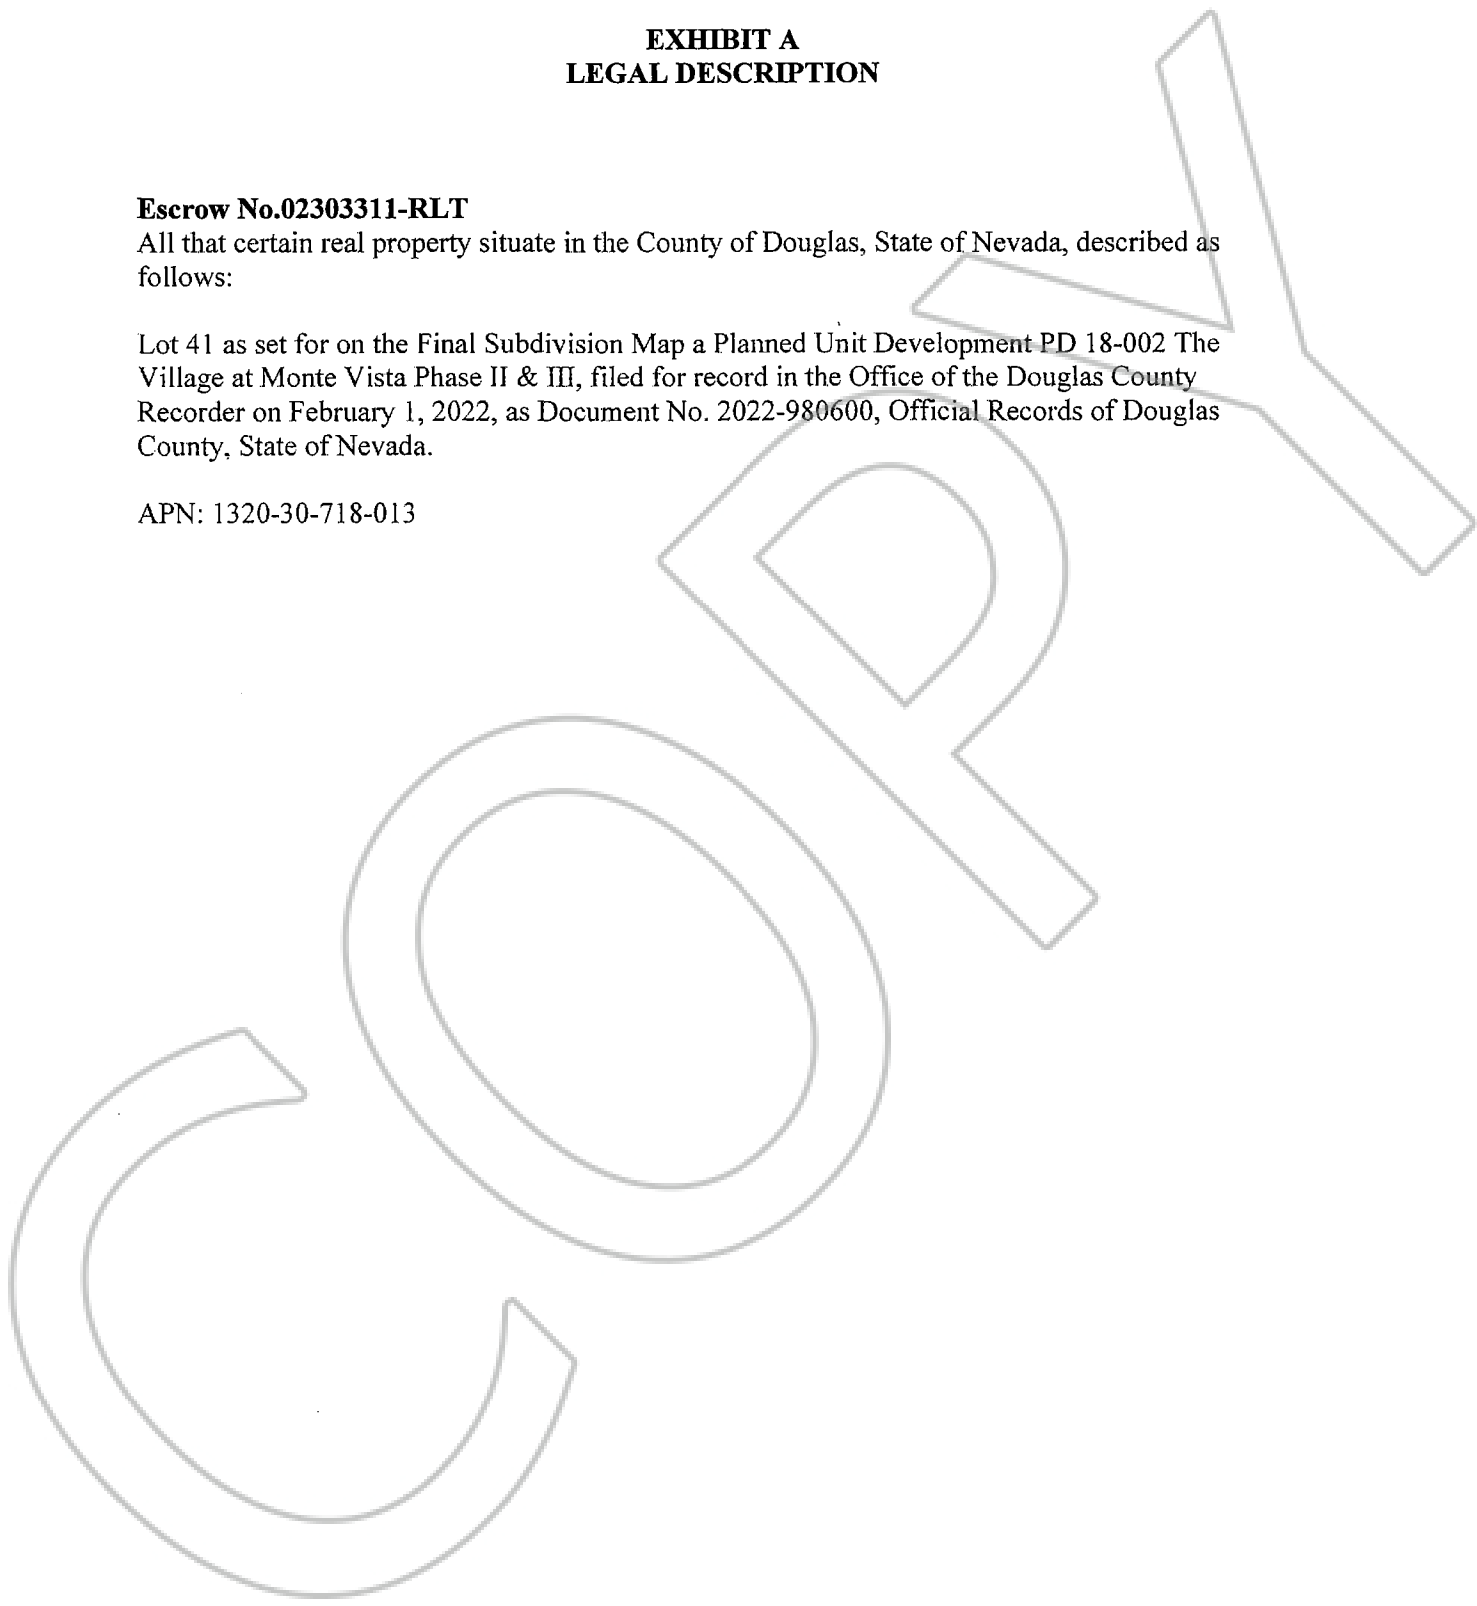 EXHIBIT A
LEGAL DESCRIPTION
Escrow No.02303311-RLT
All that certain real property situate in the County of Douglas, State of Nevada, described as
follows:
Lot 41 as set for on the Final Subdivision Map a Planned Unit Development PD 18-002 The
Village at Monte Vista Phase II & III, filed for record in the Office of the Douglas County
Recorder on February 1, 2022, as Document No. 2022-980600, Official Records of Douglas
County, State of Nevada.
APN: 1320-30-718-013
COPY